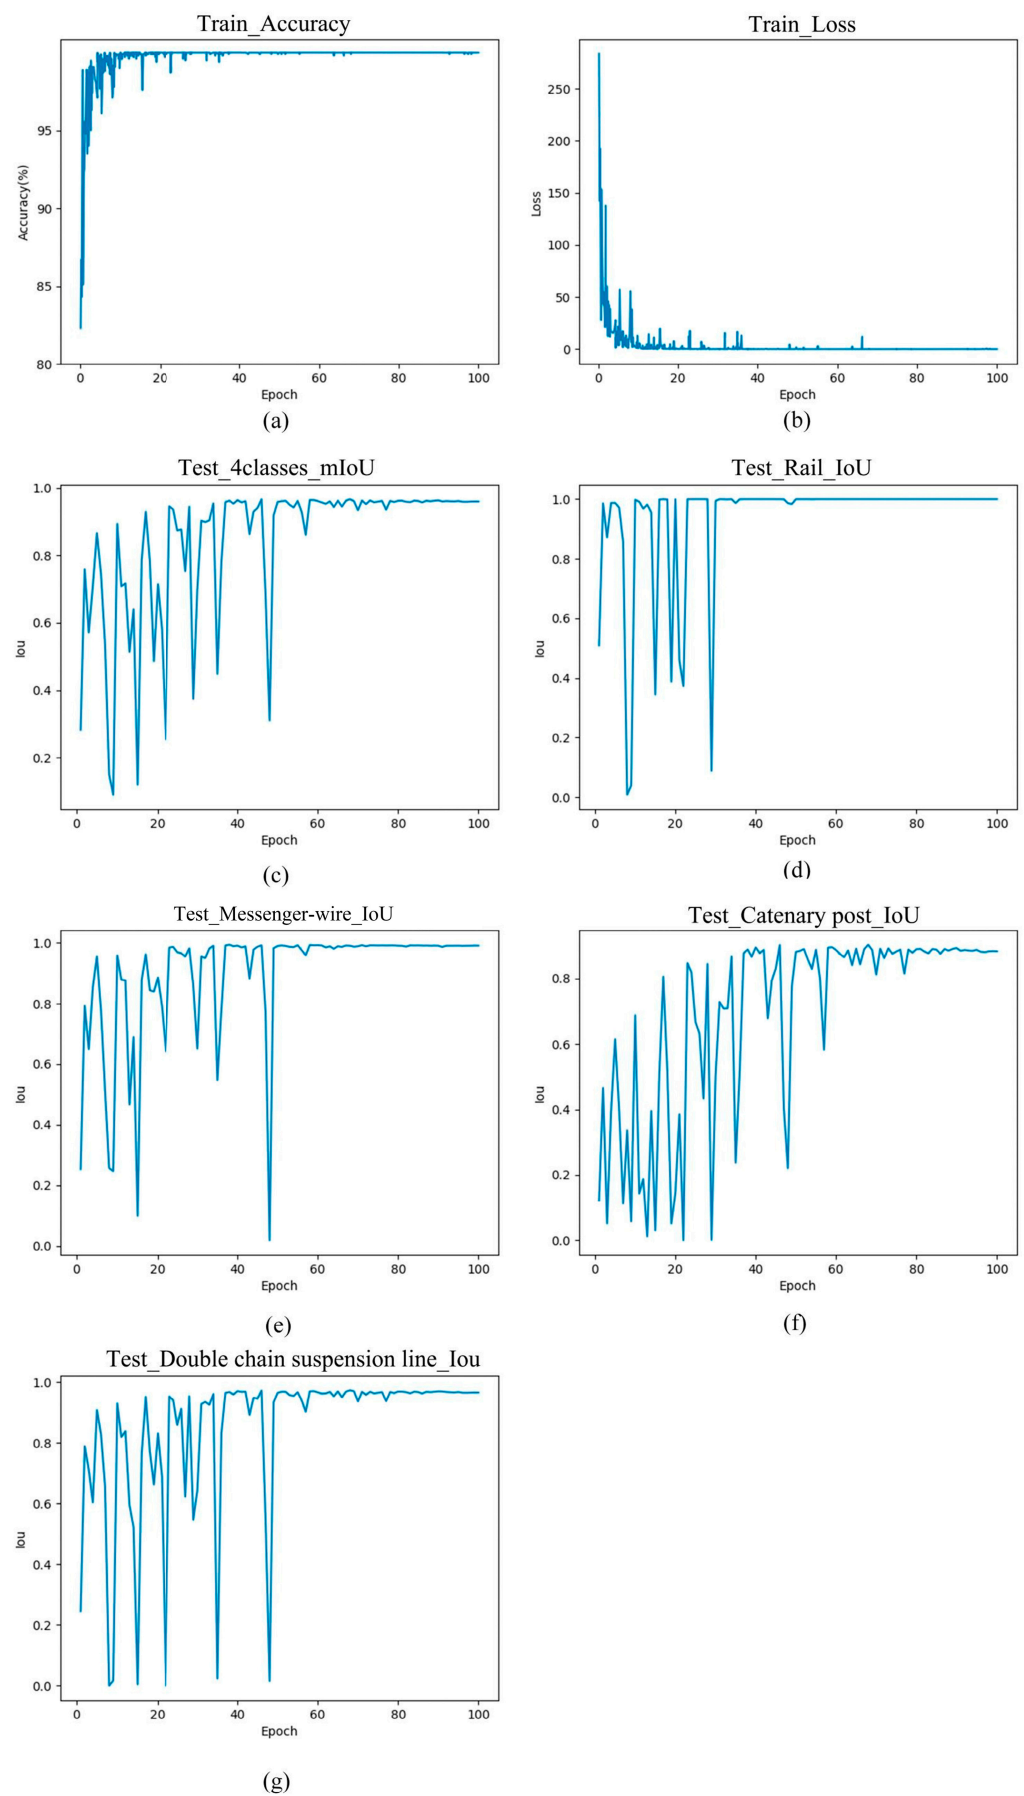 Train_Accuracy
Accuracy(%)
95
90
85
80
0 20 40 60 80 100
Epoch
(a)
Train_Loss
Loss
250
200
150
100
50
0
0 20 40 60 80 100
Epoch
(b)
Test_4classes_mIoU
Iou
1.0
0.8
0.6
0.4
0.2
0 20 40 60 80 100
Epoch
(c)
Test_Rail_IoU
Iou
1.0
0.8
0.6
0.4
0.2
0.0
0 20 40 60 80 100
Epoch
(d)
Test_Messenger-wire_IoU
Iou
1.0
0.8
0.6
0.4
0.2
0.0
0 20 40 60 80 100
Epoch
(e)
Test_Catenary post_IoU
Iou
0.8
0.6
0.4
0.2
0.0
0 20 40 60 80 100
Epoch
(f)
Test_Double chain suspension line_Iou
Iou
1.0
0.8
0.6
0.4
0.2
0.0
0 20 40 60 80 100
Epoch
(g)